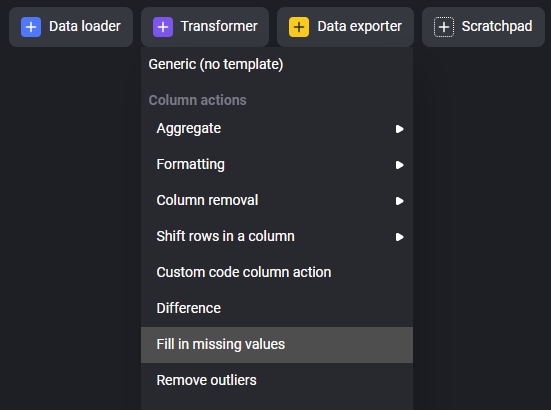 Data loader
Transformer
Data exporter
Scratchpad
Generic (no template)
Column actions
Aggregate
Formatting
Column removal
Shift rows in a column
Custom code column action
Difference
Fill in missing values
Remove outliers